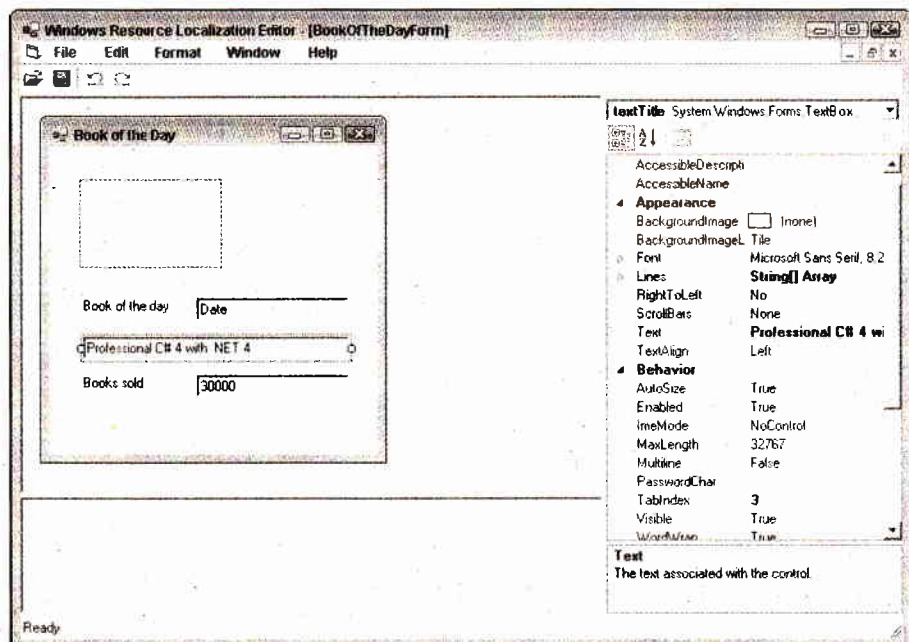 Windows Resource Localization Editor - [BookOfTheDayForm]
File Edit Format Window Help
Book of the Day
Book of the day Date
Professional C# 4 with .NET 4
Books sold 30000
textTitle System.Windows.Forms.TextBox
AccessibleDescripti
AccessibleName
Appearance
BackgroundImage (none)
BackgroundImageL Tile
Font Microsoft Sans Serif, 8.2
Lines String[] Array
RightToLeft No
ScrollBars None
Text Professional C# 4 wi
TextAlign Left
Behavior
AutoSize True
Enabled True
ImeMode NoControl
MaxLength 32767
Multiline False
PasswordChar
TabIndex 3
Visible True
WordWrap True
Text
The text associated with the control.
Ready